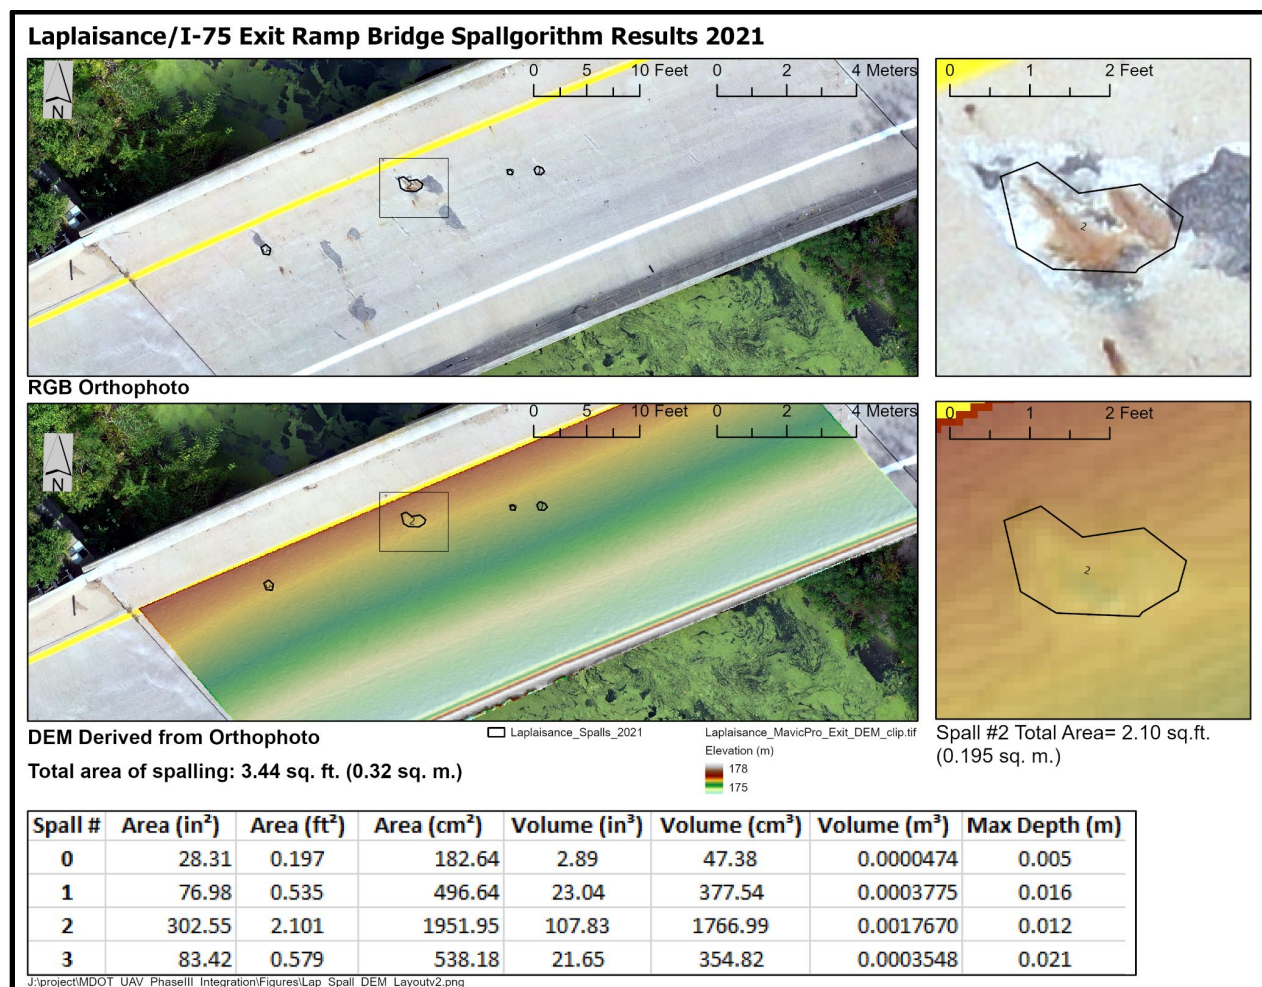 Laplaisance/I-75 Exit Ramp Bridge Spallgorithm Results 2021
N
0 5 10 Feet 0 2 4 Meters
0 1 2 Feet
2
RGB Orthophoto
N
0 5 10 Feet 0 2 4 Meters
0 1 2 Feet
2
2
DEM Derived from Orthophoto
Laplaisance_Spalls_2021
Laplaisance_MavicPro_Exit_DEM_clip.tif
Elevation (m)
178
175
Spall #2 Total Area= 2.10 sq.ft.
(0.195 sq. m.)
Total area of spalling: 3.44 sq. ft. (0.32 sq. m.)
Spall # Area (in²) Area (ft²) Area (cm²) Volume (in³) Volume (cm³) Volume (m³) Max Depth (m)
0 28.31 0.197 182.64 2.89 47.38 0.0000474 0.005
1 76.98 0.535 496.64 23.04 377.54 0.0003775 0.016
2 302.55 2.101 1951.95 107.83 1766.99 0.0017670 0.012
3 83.42 0.579 538.18 21.65 354.82 0.0003548 0.021
J:\project\MDOT_UAV_PhaseIII_Integration\Figures\Lap_Spall_DEM_Layoutv2.png